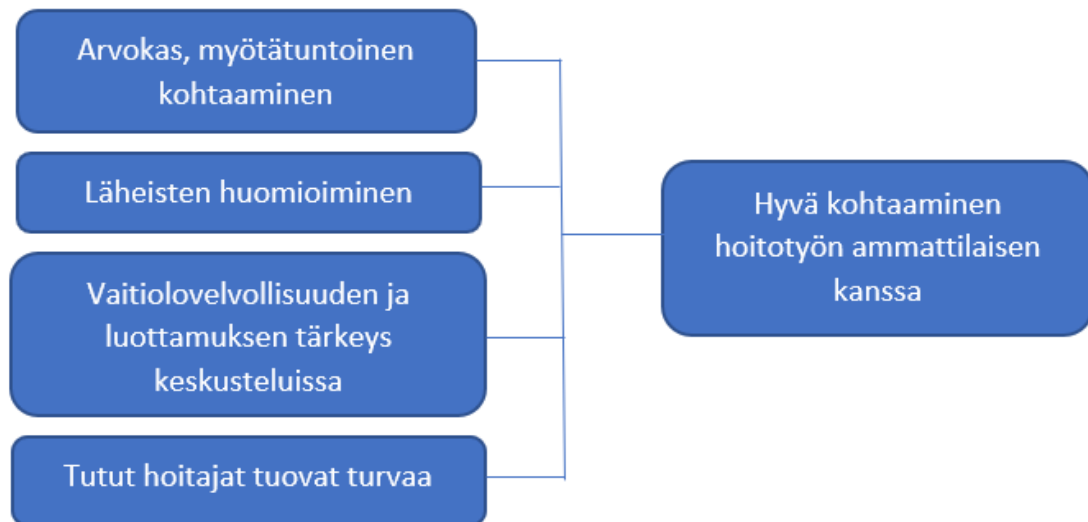 Arvokas, myötätuntoinen
kohtaaminen
Läheisten huomioiminen
Vaitiolovelvollisuuden ja
luottamuksen tärkeys
keskusteluissa
Tutut hoitajat tuovat turvaa
Hyvä kohtaaminen
hoitotyön ammattilaisen
kanssa